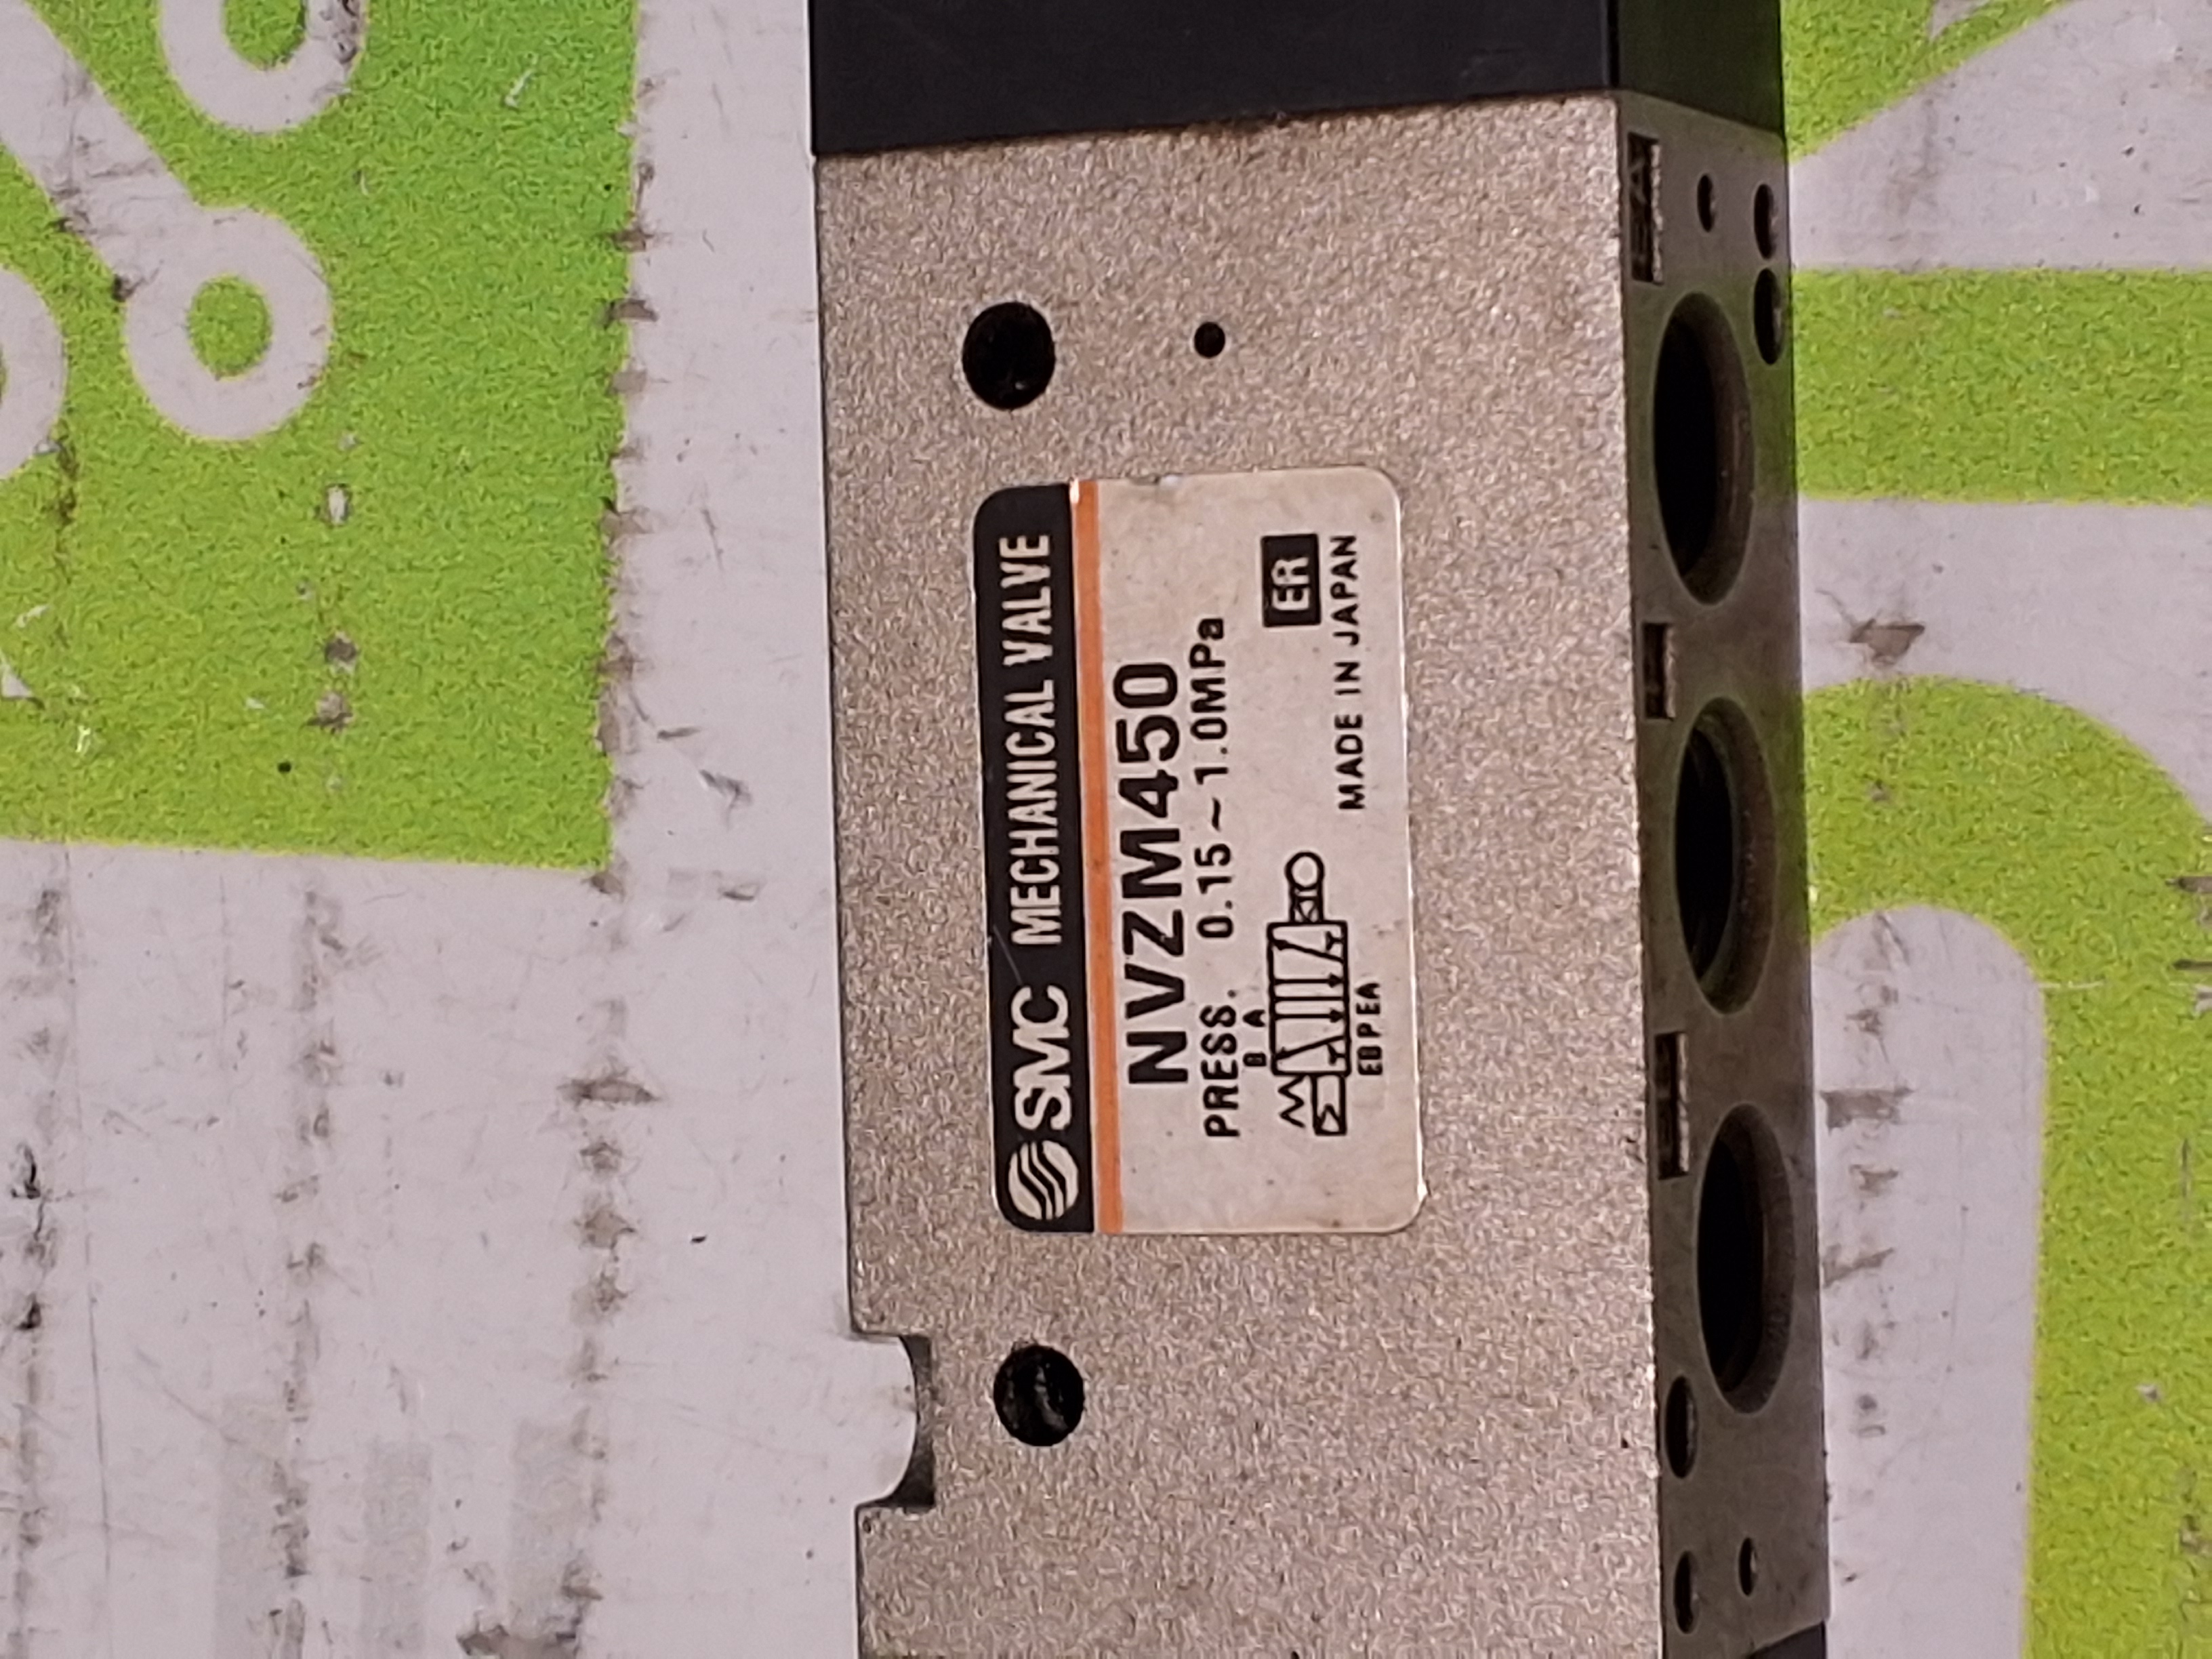 SMC MECHANICAL VALVE
NVZM450
PRESS. 0.15~1.0MPa
B A
EB P EA
ER
MADE IN JAPAN